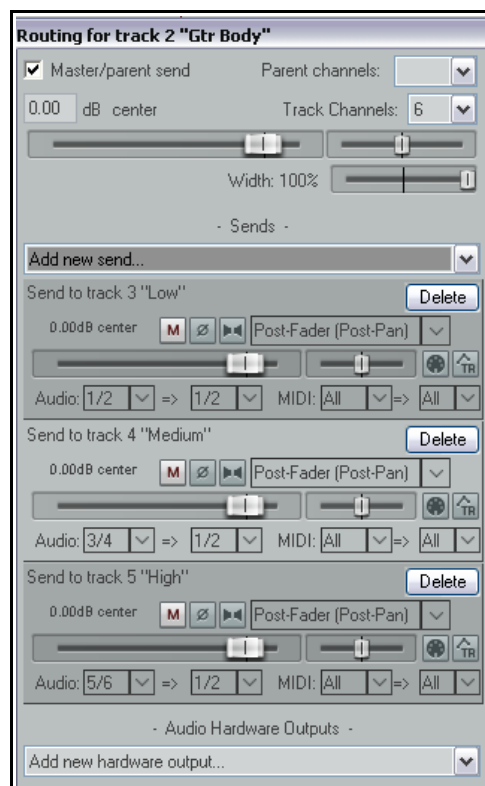 Routing for track 2 "Gtr Body"
Master/parent send Parent channels:
0.00 dB center Track Channels: 6
Width: 100%
- Sends -
Add new send...
Send to track 3 "Low" Delete
0.00dB center M ø Post-Fader (Post-Pan)
TR
Audio: 1/2 => 1/2 MIDI: All => All
Send to track 4 "Medium" Delete
0.00dB center M ø Post-Fader (Post-Pan)
TR
Audio: 3/4 => 1/2 MIDI: All => All
Send to track 5 "High" Delete
0.00dB center M ø Post-Fader (Post-Pan)
TR
Audio: 5/6 => 1/2 MIDI: All => All
- Audio Hardware Outputs -
Add new hardware output...